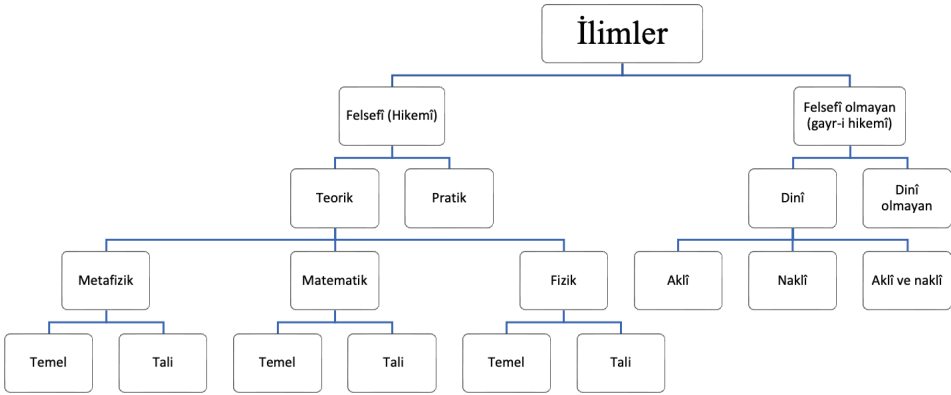 İlimler
Felsefî (Hikemî)
Felsefî olmayan
(gayr-i hikemî)
Teorik
Pratik
Dinî
Dinî
olmayan
Metafizik
Matematik
Fizik
Aklî
Naklî
Aklî ve naklî
Temel
Tali
Temel
Tali
Temel
Tali